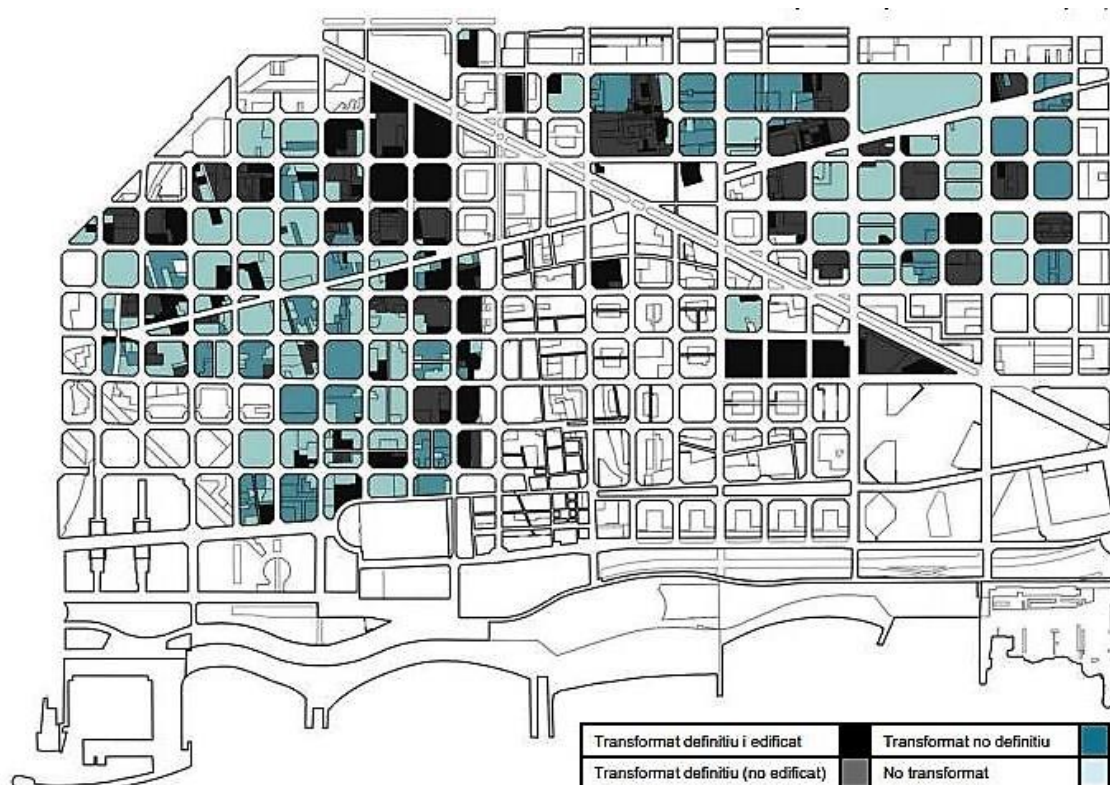 Transformat definitiu i edificat
Transformat no definitiu
Transformat definitiu (no edificat)
No transformat